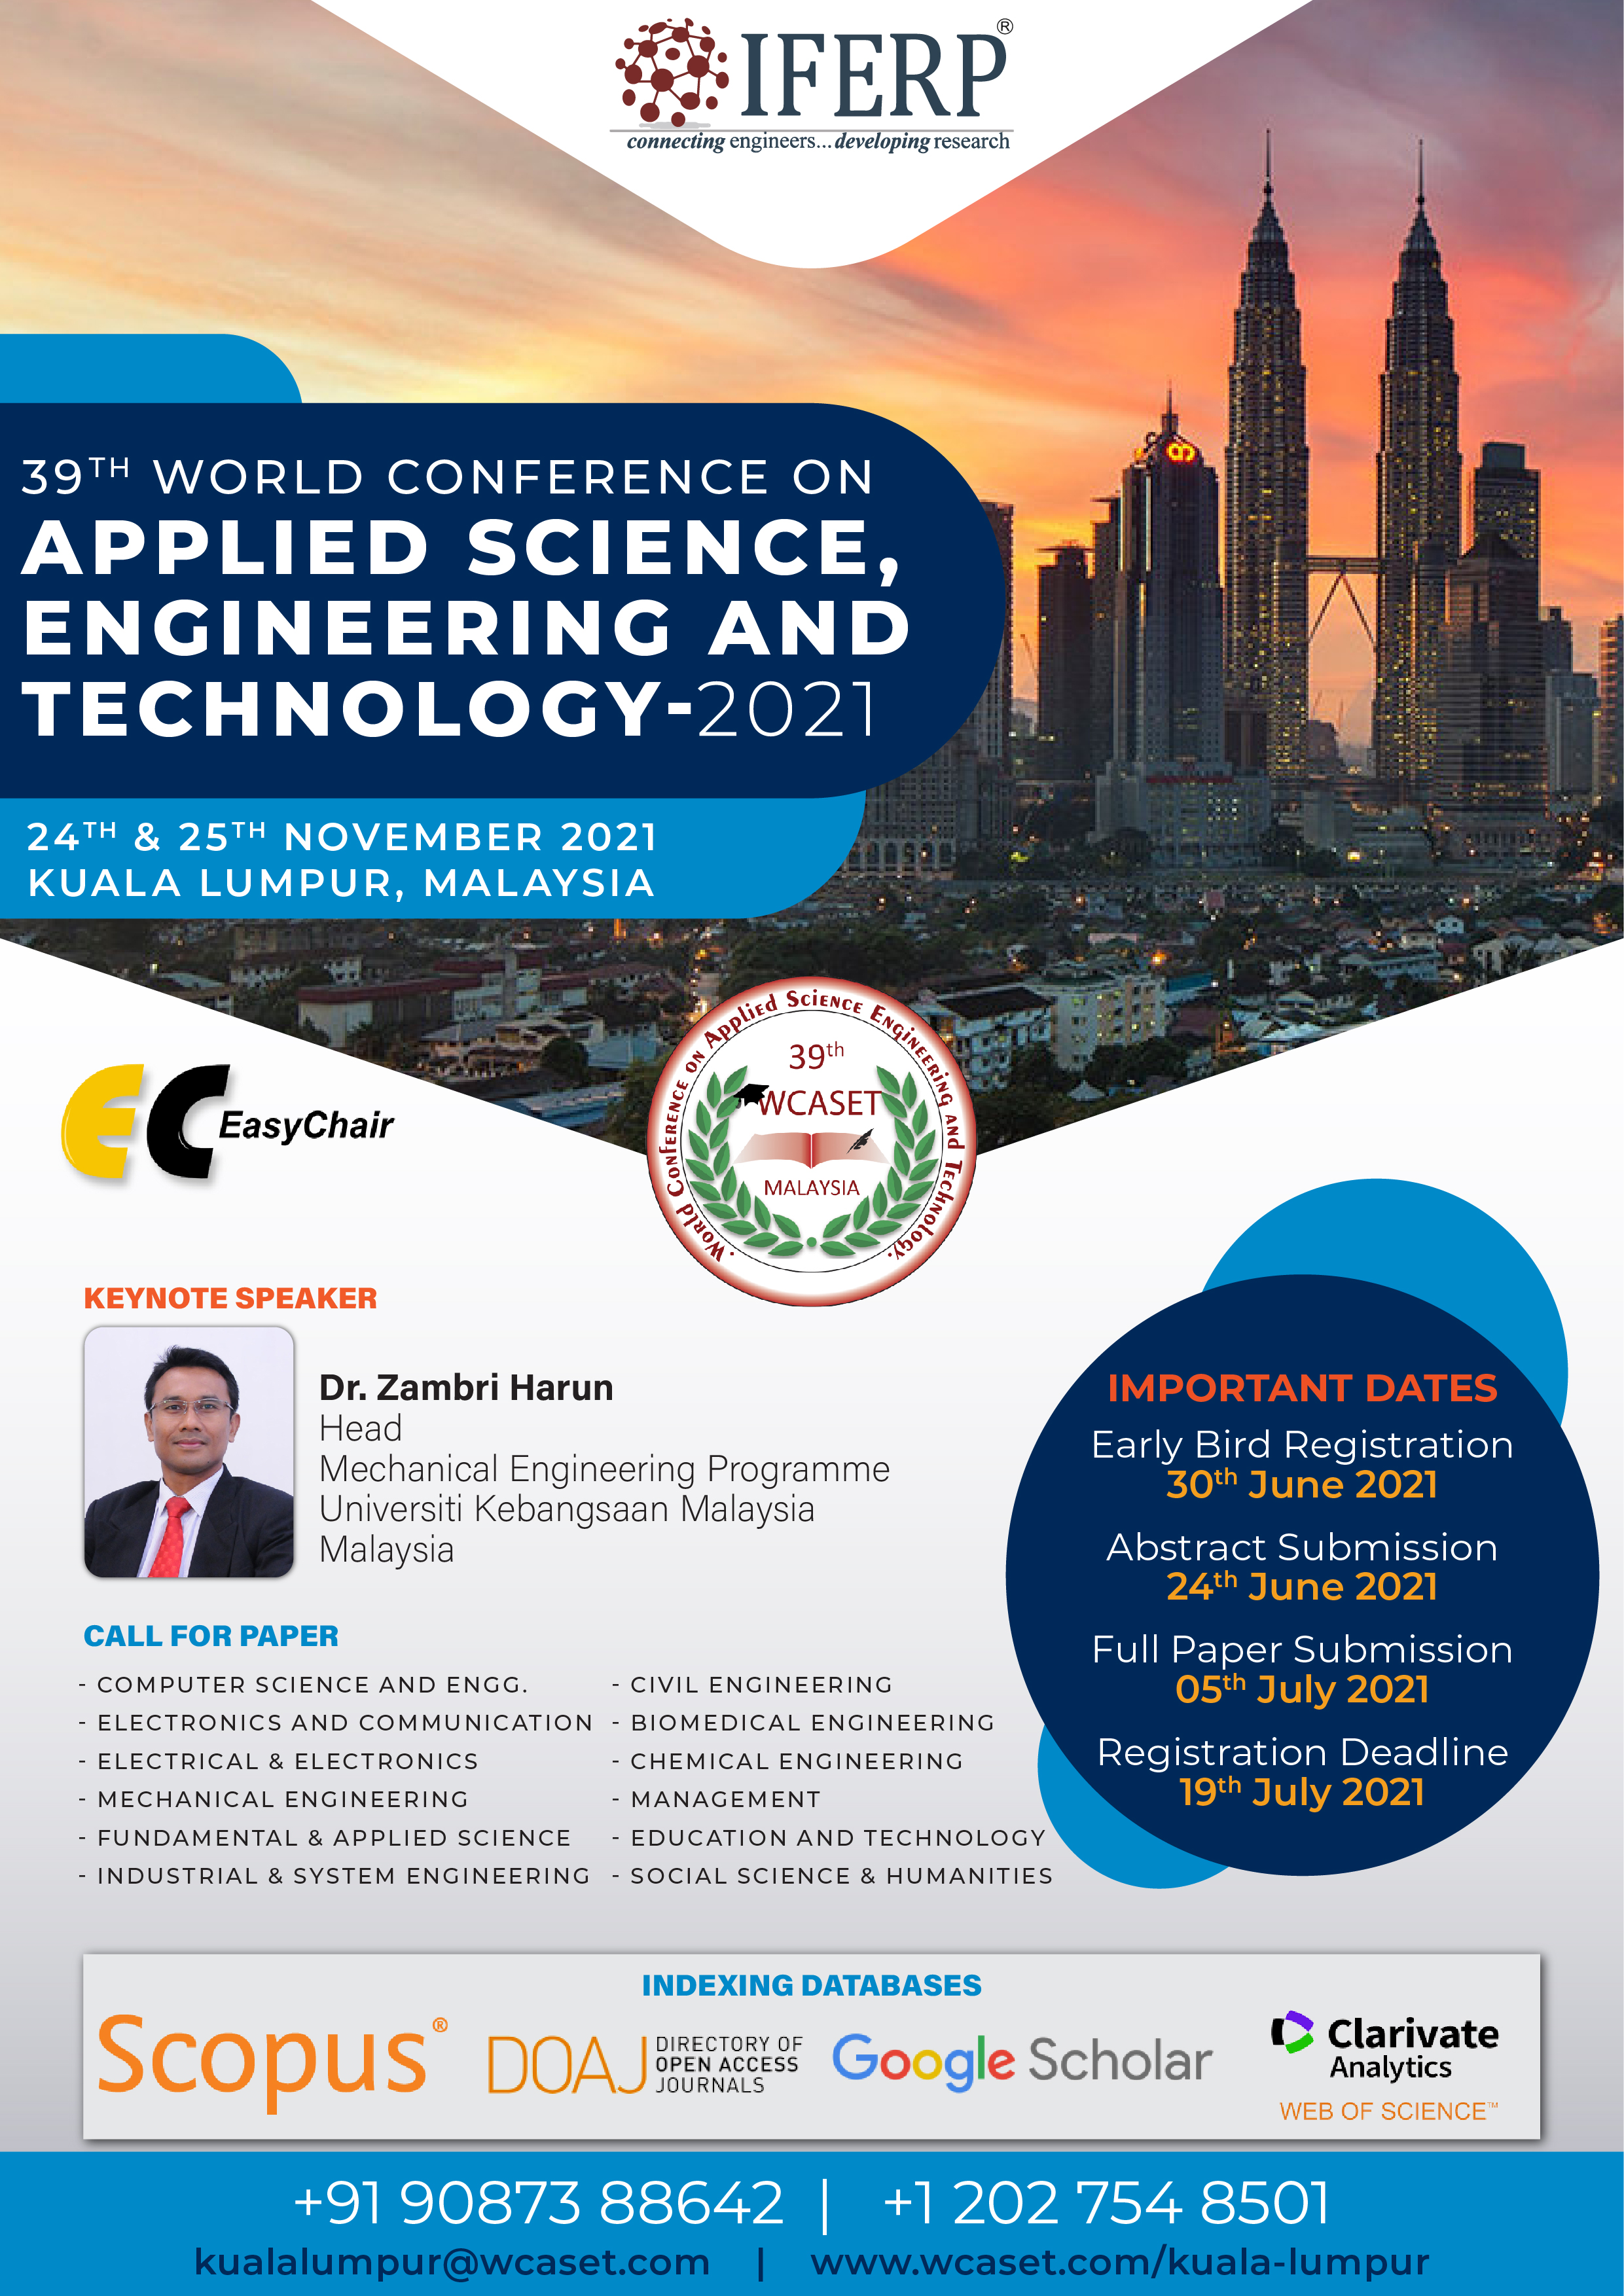 IFERP®
connecting engineers...developing research
39TH WORLD CONFERENCE ON
APPLIED SCIENCE,
ENGINEERING AND
TECHNOLOGY-2021
24TH & 25TH NOVEMBER 2021
KUALA LUMPUR, MALAYSIA
EC EasyChair
·World Conference on Applied Science Engineering and Technology·
39th
WCASET
MALAYSIA
KEYNOTE SPEAKER
Dr. Zambri Harun
Head
Mechanical Engineering Programme
Universiti Kebangsaan Malaysia
Malaysia
IMPORTANT DATES
Early Bird Registration
30th June 2021
Abstract Submission
24th June 2021
Full Paper Submission
05th July 2021
Registration Deadline
19th July 2021
CALL FOR PAPER
- COMPUTER SCIENCE AND ENGG.
- ELECTRONICS AND COMMUNICATION
- ELECTRICAL & ELECTRONICS
- MECHANICAL ENGINEERING
- FUNDAMENTAL & APPLIED SCIENCE
- INDUSTRIAL & SYSTEM ENGINEERING
- CIVIL ENGINEERING
- BIOMEDICAL ENGINEERING
- CHEMICAL ENGINEERING
- MANAGEMENT
- EDUCATION AND TECHNOLOGY
- SOCIAL SCIENCE & HUMANITIES
INDEXING DATABASES
Scopus®
DOAJ DIRECTORY OF
OPEN ACCESS
JOURNALS
Google Scholar
Clarivate
Analytics
WEB OF SCIENCE™
+91 90873 88642 | +1 202 754 8501
kualalumpur@wcaset.com | www.wcaset.com/kuala-lumpur